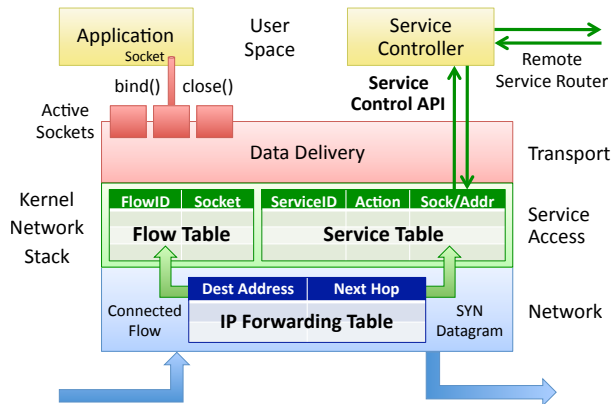 Application
Socket
User
Space
Service
Controller
Remote
Service Router
bind()
close()
Service
Control API
Active
Sockets
Data Delivery
Transport
Kernel
Network
Stack
FlowID
Socket
Flow Table
ServiceID
Action
Sock/Addr
Service Table
Service
Access
Dest Address
Next Hop
IP Forwarding Table
Connected
Flow
SYN
Datagram
Network